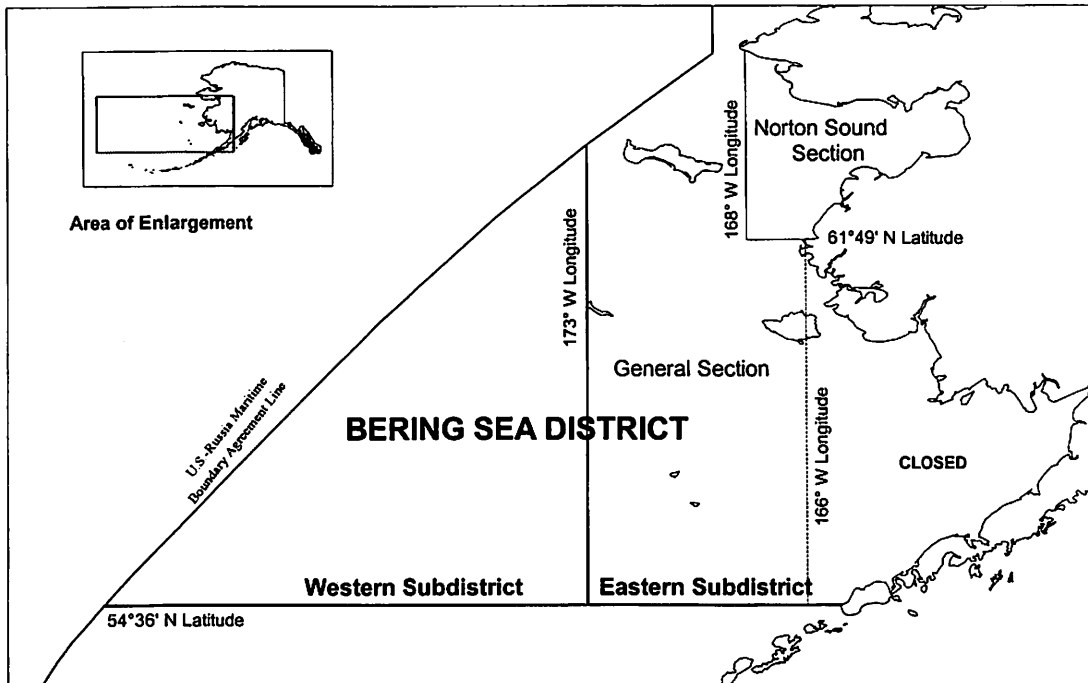 Area of Enlargement
Norton Sound
Section
168° W Longitude
61°49' N Latitude
173° W Longitude
General Section
U.S.-Russia Maritime
Boundary Agreement Line
BERING SEA DISTRICT
166° W Longitude
CLOSED
Western Subdistrict
Eastern Subdistrict
54°36' N Latitude